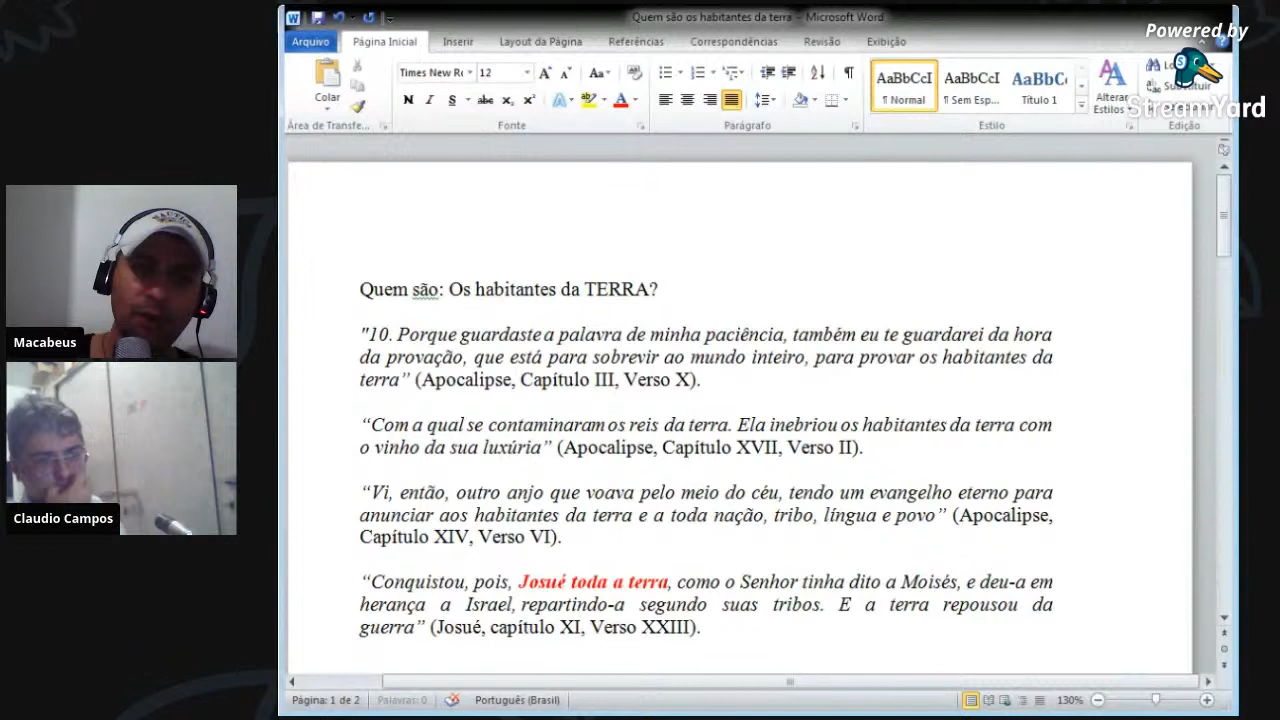 Quem são os habitantes da terra - Microsoft Word
Powered by
StreamYard
Arquivo Página Inicial Inserir Layout da Página Referências Correspondências Revisão Exibição
Times New Ro 12
Colar
N I S abc x₂ x² A
AaBbCcI AaBbCcI AaBbC
¶ Normal ¶ Sem Esp... Título 1
Alterar Estilos
Área de Transfe... Fonte Parágrafo Estilo Edição
Quem são: Os habitantes da TERRA?
"10. Porque guardaste a palavra de minha paciência, também eu te guardarei da hora
da provação, que está para sobrevir ao mundo inteiro, para provar os habitantes da
terra” (Apocalipse, Capítulo III, Verso X).
“Com a qual se contaminaram os reis da terra. Ela inebriou os habitantes da terra com
o vinho da sua luxúria” (Apocalipse, Capítulo XVII, Verso II).
“Vi, então, outro anjo que voava pelo meio do céu, tendo um evangelho eterno para
anunciar aos habitantes da terra e a toda nação, tribo, língua e povo” (Apocalipse,
Capítulo XIV, Verso VI).
“Conquistou, pois, Josué toda a terra, como o Senhor tinha dito a Moisés, e deu-a em
herança a Israel, repartindo-a segundo suas tribos. E a terra repousou da
guerra” (Josué, capítulo XI, Verso XXIII).
Macabeus
Claudio Campos
Página: 1 de 2 Palavras: 0 Português (Brasil) 130%